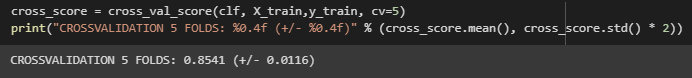 cross_score = cross_val_score(clf, X_train,y_train, cv=5)
print("CROSSVALIDATION 5 FOLDS: %0.4f (+/- %0.4f)" % (cross_score.mean(), cross_score.std() * 2))
CROSSVALIDATION 5 FOLDS: 0.8541 (+/- 0.0116)